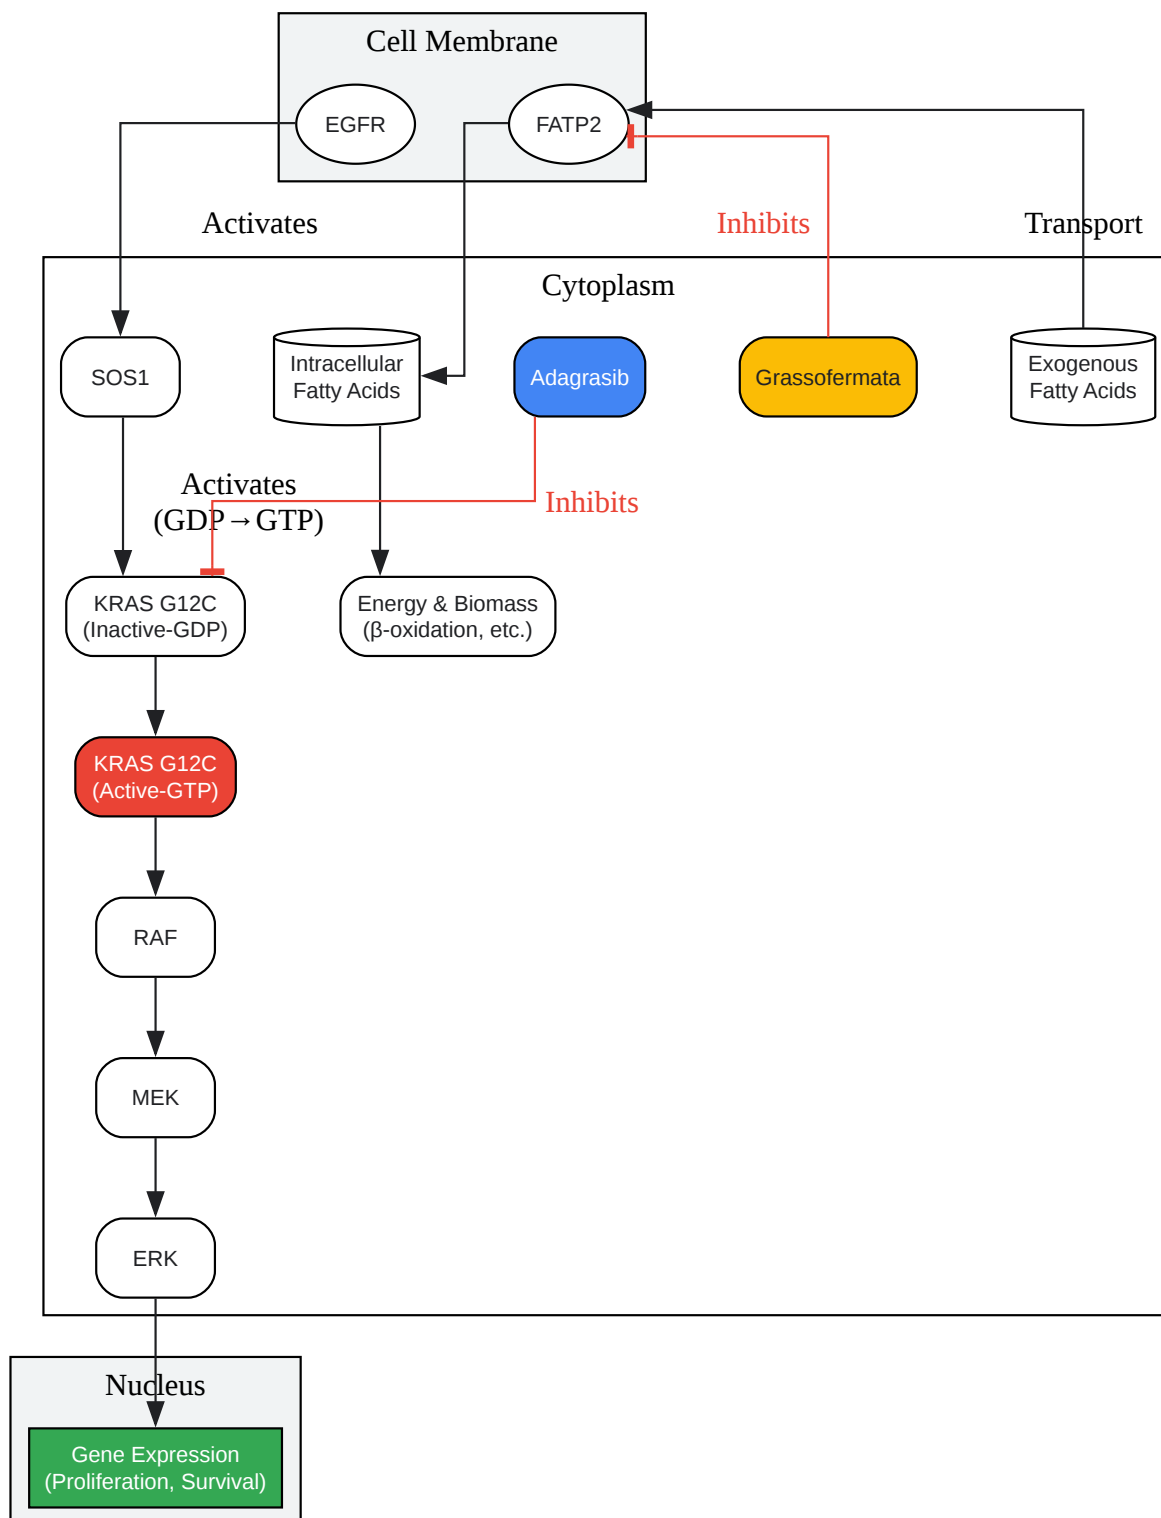 Cell Membrane
EGFR
FATP2
Activates
Inhibits
Transport
Cytoplasm
SOS1
Intracellular
Fatty Acids
Adagrasib
Grassofermata
Exogenous
Fatty Acids
Activates
(GDP→GTP)
Inhibits
KRAS G12C
(Inactive-GDP)
Energy & Biomass
(β-oxidation, etc.)
KRAS G12C
(Active-GTP)
RAF
MEK
ERK
Nucleus
Gene Expression
(Proliferation, Survival)